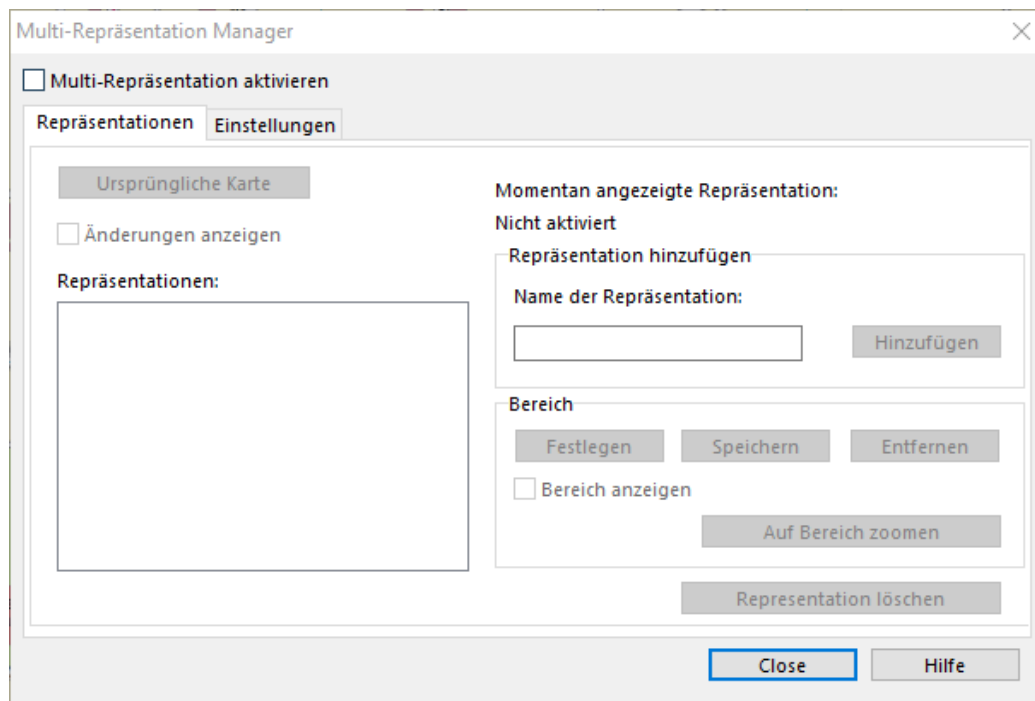 Multi-Repräsentation Manager
Multi-Repräsentation aktivieren
Repräsentationen
Einstellungen
Ursprüngliche Karte
Änderungen anzeigen
Repräsentationen:
Momentan angezeigte Repräsentation:
Nicht aktiviert
Repräsentation hinzufügen
Name der Repräsentation:
Hinzufügen
Bereich
Festlegen Speichern Entfernen
Bereich anzeigen
Auf Bereich zoomen
Representation löschen
Close Hilfe